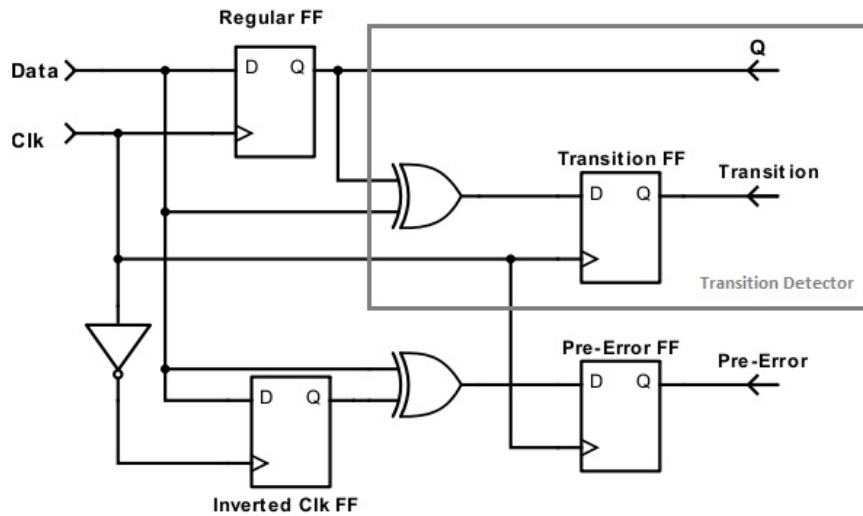 Regular FF
Data
D Q
Q
Clk
Transition FF
Transition
D Q
Transition Detector
Pre-Error FF
Pre-Error
D Q
D Q
Inverted Clk FF